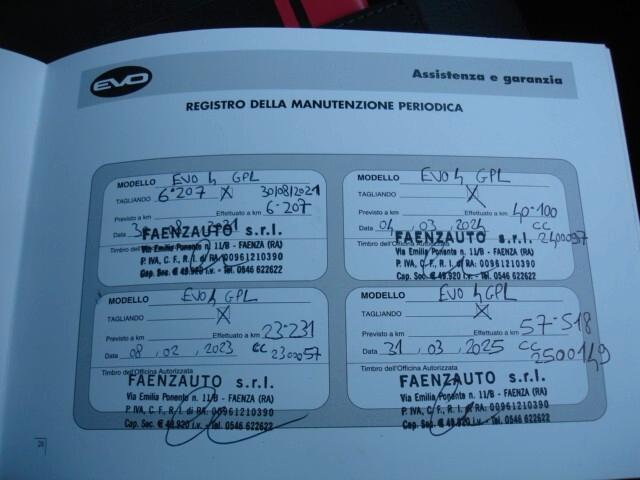 EVO
Assistenza e garanzia
REGISTRO DELLA MANUTENZIONE PERIODICA
MODELLO EVO 4 GPL
TAGLIANDO 6.207 X 30/08/2021
Previsto a km Effettuato a km 6.207
Data
Timbro
FAENZAUTO s.r.l.
Via Emilia Ponente n. 11/B - FAENZA (RA)
P. IVA, C. F., R. I. di RA: 00961210390
Cap. Soc. € 49.920 i.v. - Tel. 0546 622622
MODELLO EVO 4 GPL
TAGLIANDO X
Previsto a km Effettuato a km 40-100
Data 04 . 03 . 2024 CC 2400097
Timbro dell'Officina Autorizzata
FAENZAUTO s.r.l.
Via Emilia Ponente n. 11/B - FAENZA (RA)
P. IVA, C. F., R. I. di RA: 00961210390
Cap. Soc. € 49.920 i.v. - Tel. 0546 622622
MODELLO EVO 4 GPL
TAGLIANDO X
Previsto a km Effettuato a km 23-231
Data 08 . 02 . 2023 CC 2300057
Timbro dell'Officina Autorizzata
FAENZAUTO s.r.l.
Via Emilia Ponente n. 11/B - FAENZA (RA)
P. IVA, C. F., R. I. di RA: 00961210390
Cap. Soc. € 49.920 i.v. - Tel. 0546 622622
MODELLO EVO 4 GPL
TAGLIANDO X
Previsto a km Effettuato a km 57-518
Data 31 . 03 . 2025 CC 2500149
Timbro dell'Officina Autorizzata
FAENZAUTO s.r.l.
Via Emilia Ponente n. 11/B - FAENZA (RA)
P. IVA, C. F., R. I. di RA: 00961210390
Cap. Soc. € 49.920 i.v. - Tel. 0546 622622